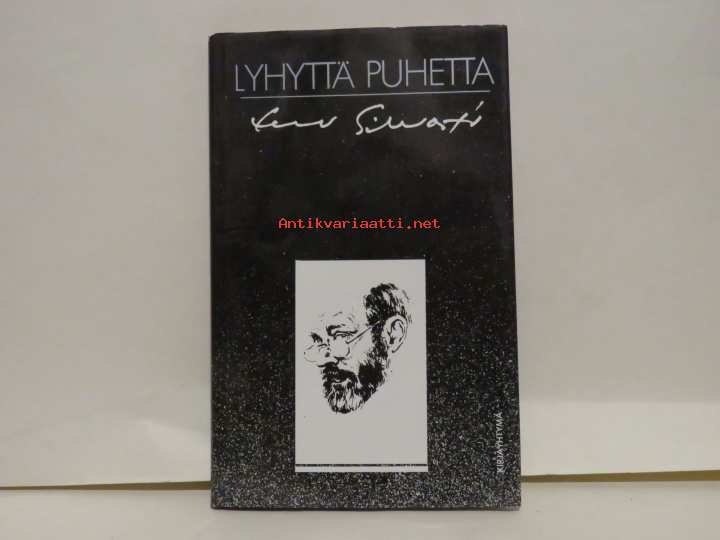 LYHYTTÄ PUHETTA
Antikvariaatti.net
KIRJAYHTYMÄ